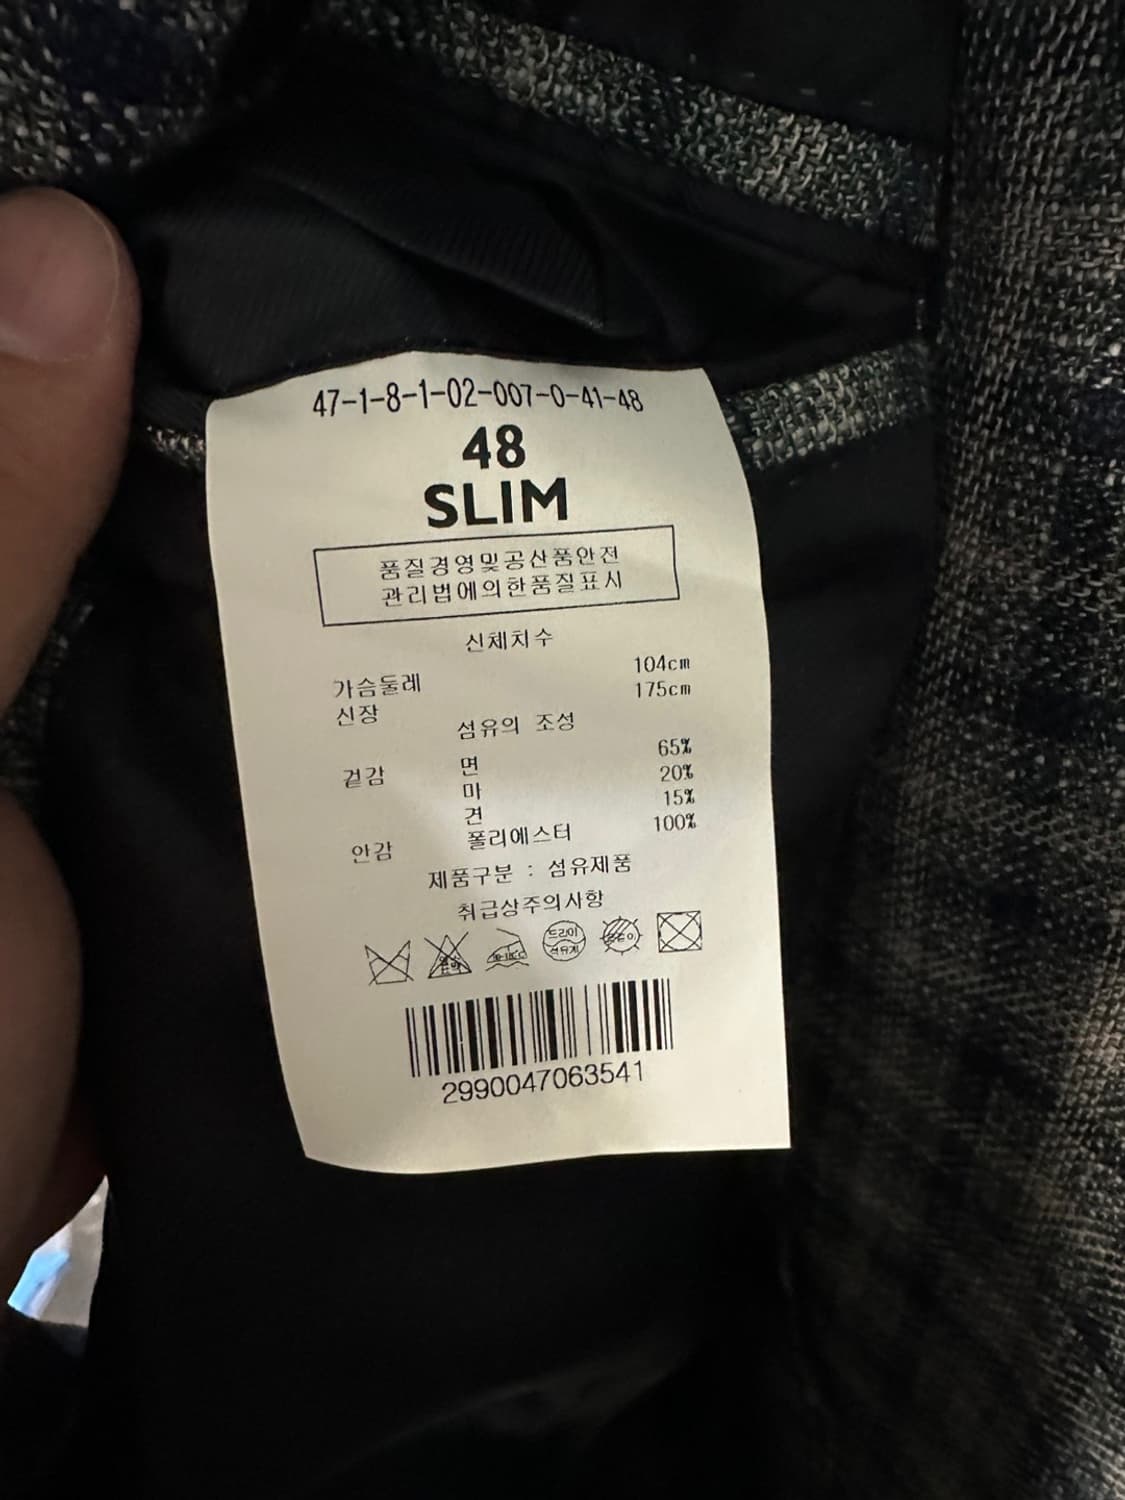 47-1-8-1-02-007-0-41-48
48
SLIM
품질경영및공산품안전
관리법에의한품질표시
신체치수
가슴둘레 104cm
신장 175cm
섬유의 조성
겉감 면 65%
마 20%
견 15%
안감 폴리에스터 100%
제품구분 : 섬유제품
취급상주의사항
드라이
석유계
2990047063541